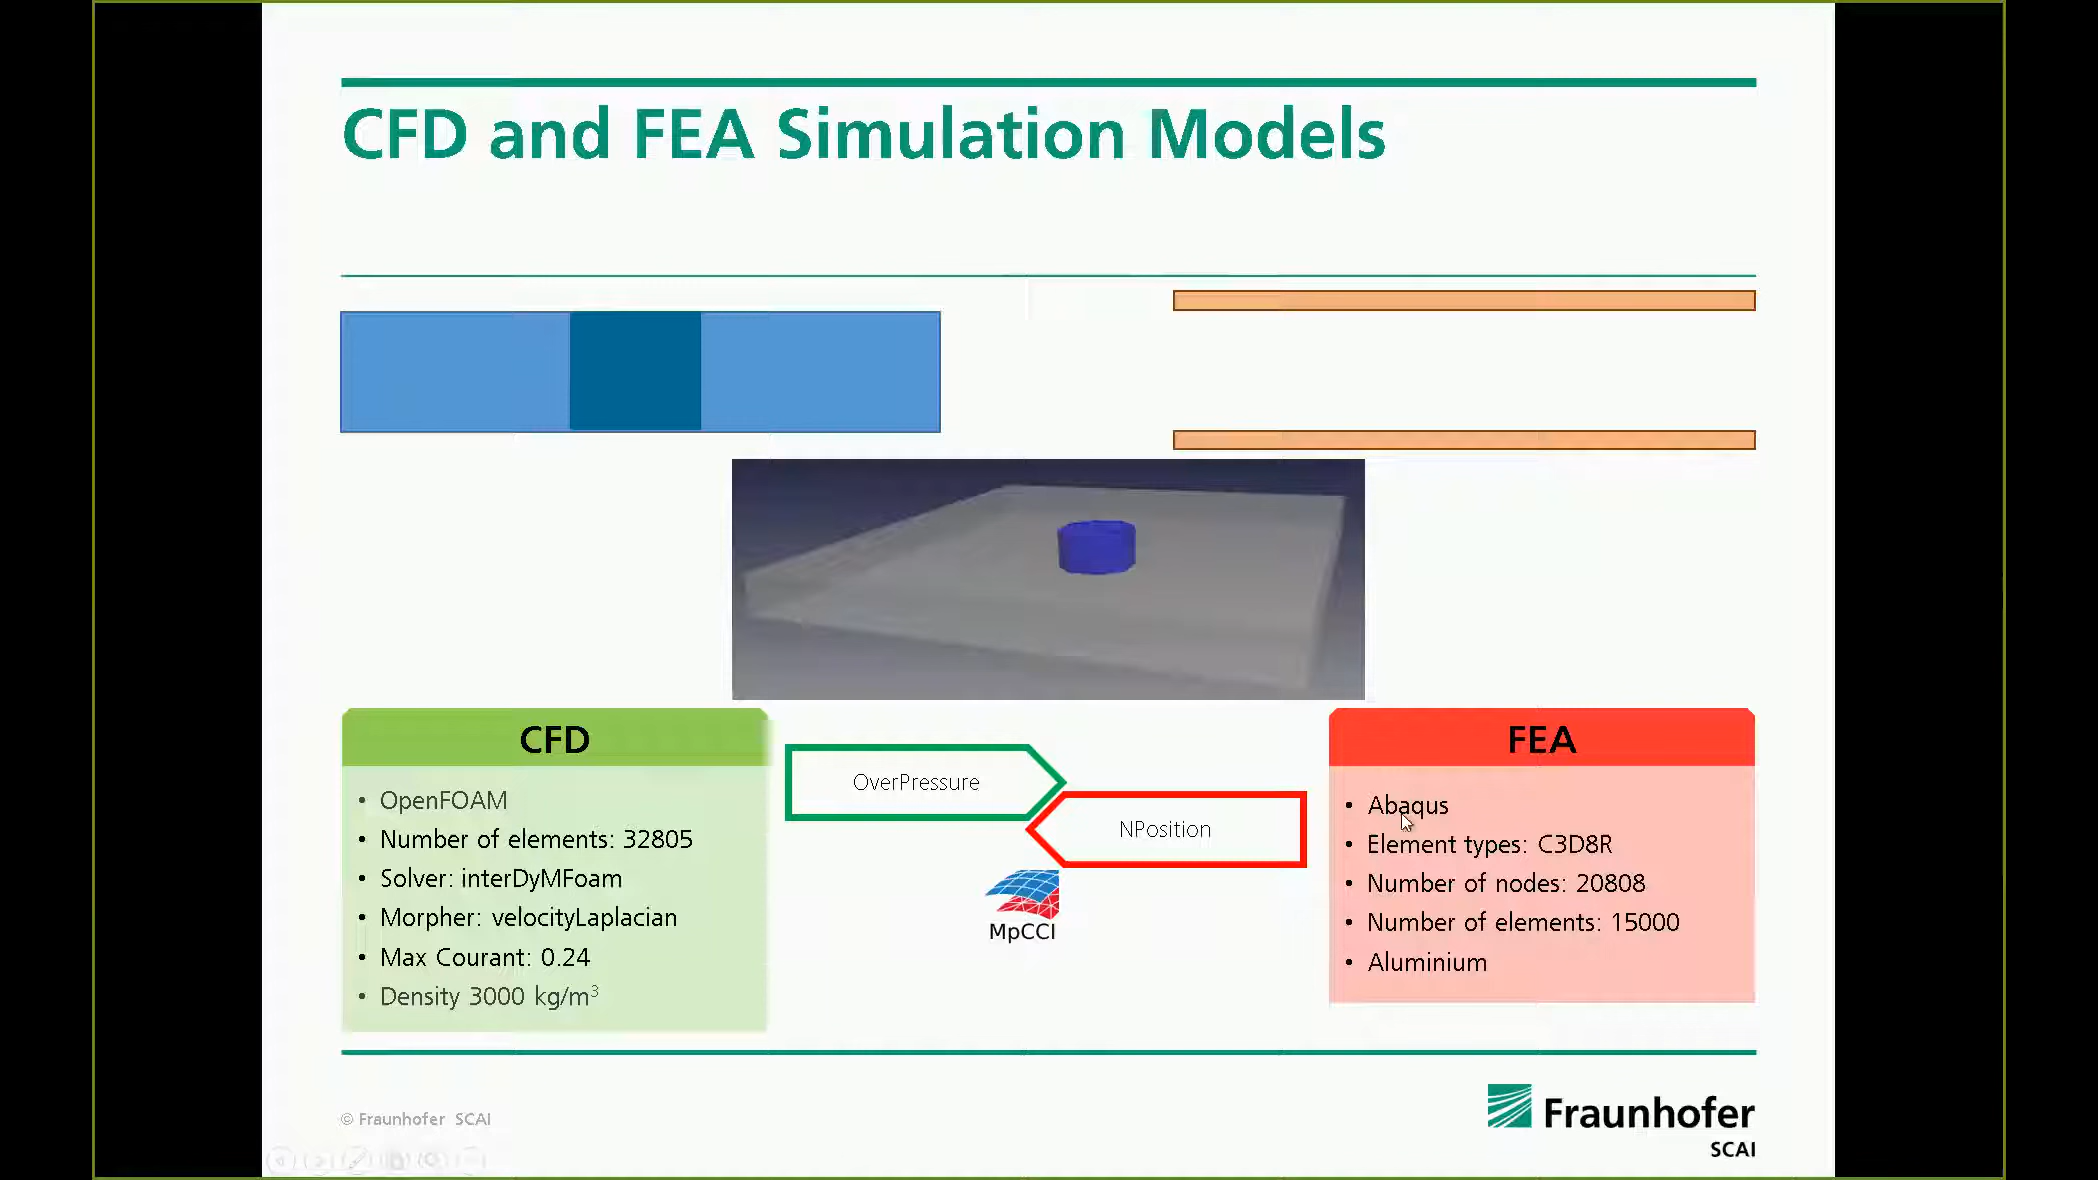 CFD and FEA Simulation Models
CFD
• OpenFOAM
• Number of elements: 32805
• Solver: interDyMFoam
• Morpher: velocityLaplacian
• Max Courant: 0.24
• Density 3000 kg/m³
OverPressure
NPosition
MpCCI
FEA
• Abaqus
• Element types: C3D8R
• Number of nodes: 20808
• Number of elements: 15000
• Aluminium
© Fraunhofer SCAI
Fraunhofer
SCAI